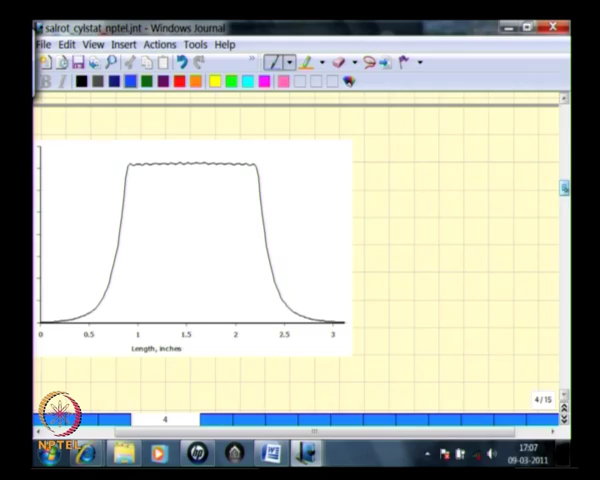 salrot_cylstat_nptel.jnt - Windows Journal
File Edit View Insert Actions Tools Help
B I
0 0.5 1 1.5 2 2.5 3
Length, inches
4/15
4
NPTEL
hp
W
17:07
09-03-2011